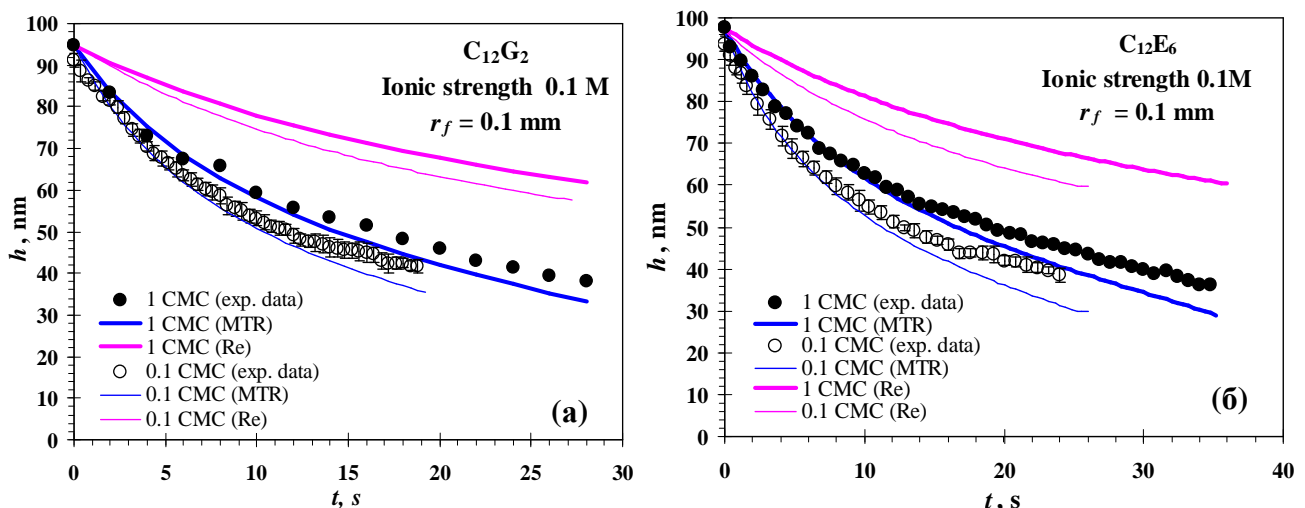 100
90
80
70
60
50
40
30
20
10
0
h, nm
C12G2
Ionic strength 0.1 M
rf = 0.1 mm
1 CMC (exp. data)
1 CMC (MTR)
1 CMC (Re)
0.1 CMC (exp. data)
0.1 CMC (MTR)
0.1 CMC (Re)
(а)
0 5 10 15 20 25 30
t, s
100
90
80
70
60
50
40
30
20
10
0
h, nm
C12E6
Ionic strength 0.1M
rf = 0.1 mm
1 CMC (exp. data)
1 CMC (MTR)
0.1 CMC (exp. data)
0.1 CMC (MTR)
1 CMC (Re)
0.1 CMC (Re)
(б)
0 10 20 30 40
t, s